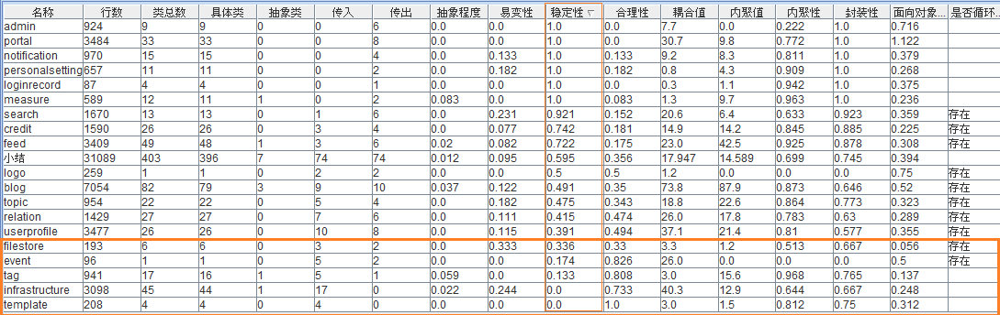 名称 行数 类总数 具体类 抽象类 传入 传出 抽象程度 易变性 稳定性 合理性 耦合值 内聚值 内聚性 封装性 面向对象... 是否循环...
admin 924 9 9 0 0 6 0.0 0.0 1.0 0.0 7.7 0.0 0.222 1.0 0.716
portal 3484 33 33 0 0 8 0.0 0.0 1.0 0.0 30.7 9.8 0.772 1.0 1.122
notification 970 15 15 0 0 4 0.0 0.133 1.0 0.133 9.2 8.3 0.811 1.0 0.379
personalsetting 657 11 11 0 0 2 0.0 0.182 1.0 0.182 0.8 4.3 0.909 1.0 0.268
loginrecord 87 4 4 0 0 1 0.0 0.0 1.0 0.0 0.3 1.1 0.942 1.0 0.375
measure 589 12 11 1 0 2 0.083 0.0 1.0 0.083 1.3 9.7 0.963 1.0 0.236
search 1670 13 13 0 1 6 0.0 0.231 0.921 0.152 20.6 6.4 0.633 0.923 0.359 存在
credit 1590 26 26 0 3 4 0.0 0.077 0.742 0.181 14.9 14.2 0.845 0.885 0.225 存在
feed 3409 49 48 1 3 6 0.02 0.082 0.722 0.175 23.0 42.5 0.925 0.878 0.308 存在
小结 31089 403 396 7 74 74 0.012 0.095 0.595 0.356 17.947 14.589 0.699 0.745 0.394
logo 259 1 1 0 2 2 0.0 0.0 0.5 0.5 1.2 0.0 0.0 0.0 0.75 存在
blog 7054 82 79 3 9 10 0.037 0.122 0.491 0.35 73.8 87.9 0.873 0.646 0.52 存在
topic 954 22 22 0 5 4 0.0 0.182 0.475 0.343 18.8 22.6 0.864 0.773 0.323 存在
relation 1429 27 27 0 7 6 0.0 0.111 0.415 0.474 26.0 17.8 0.783 0.63 0.289 存在
userprofile 3477 26 26 0 10 8 0.0 0.115 0.391 0.494 37.1 21.4 0.81 0.577 0.355 存在
filestore 193 6 6 0 3 2 0.0 0.333 0.336 0.33 3.3 1.2 0.513 0.667 0.056 存在
event 96 1 1 0 5 2 0.0 0.0 0.174 0.826 26.0 0.0 0.0 0.0 0.5 存在
tag 941 17 16 1 5 1 0.059 0.0 0.133 0.808 3.0 15.6 0.968 0.765 0.137
infrastructure 3098 45 44 1 17 0 0.022 0.244 0.0 0.733 40.3 12.9 0.644 0.667 0.248
template 208 4 4 0 4 0 0.0 0.0 0.0 1.0 3.0 1.5 0.812 0.75 0.312